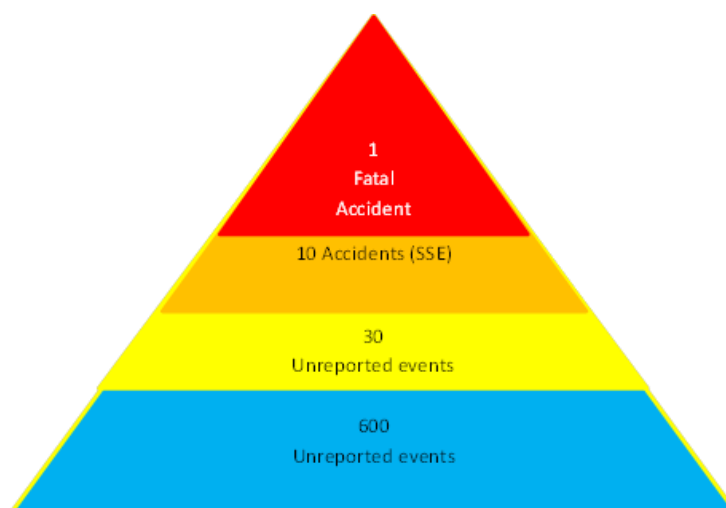 1
Fatal
Accident
10 Accidents (SSE)
30
Unreported events
600
Unreported events